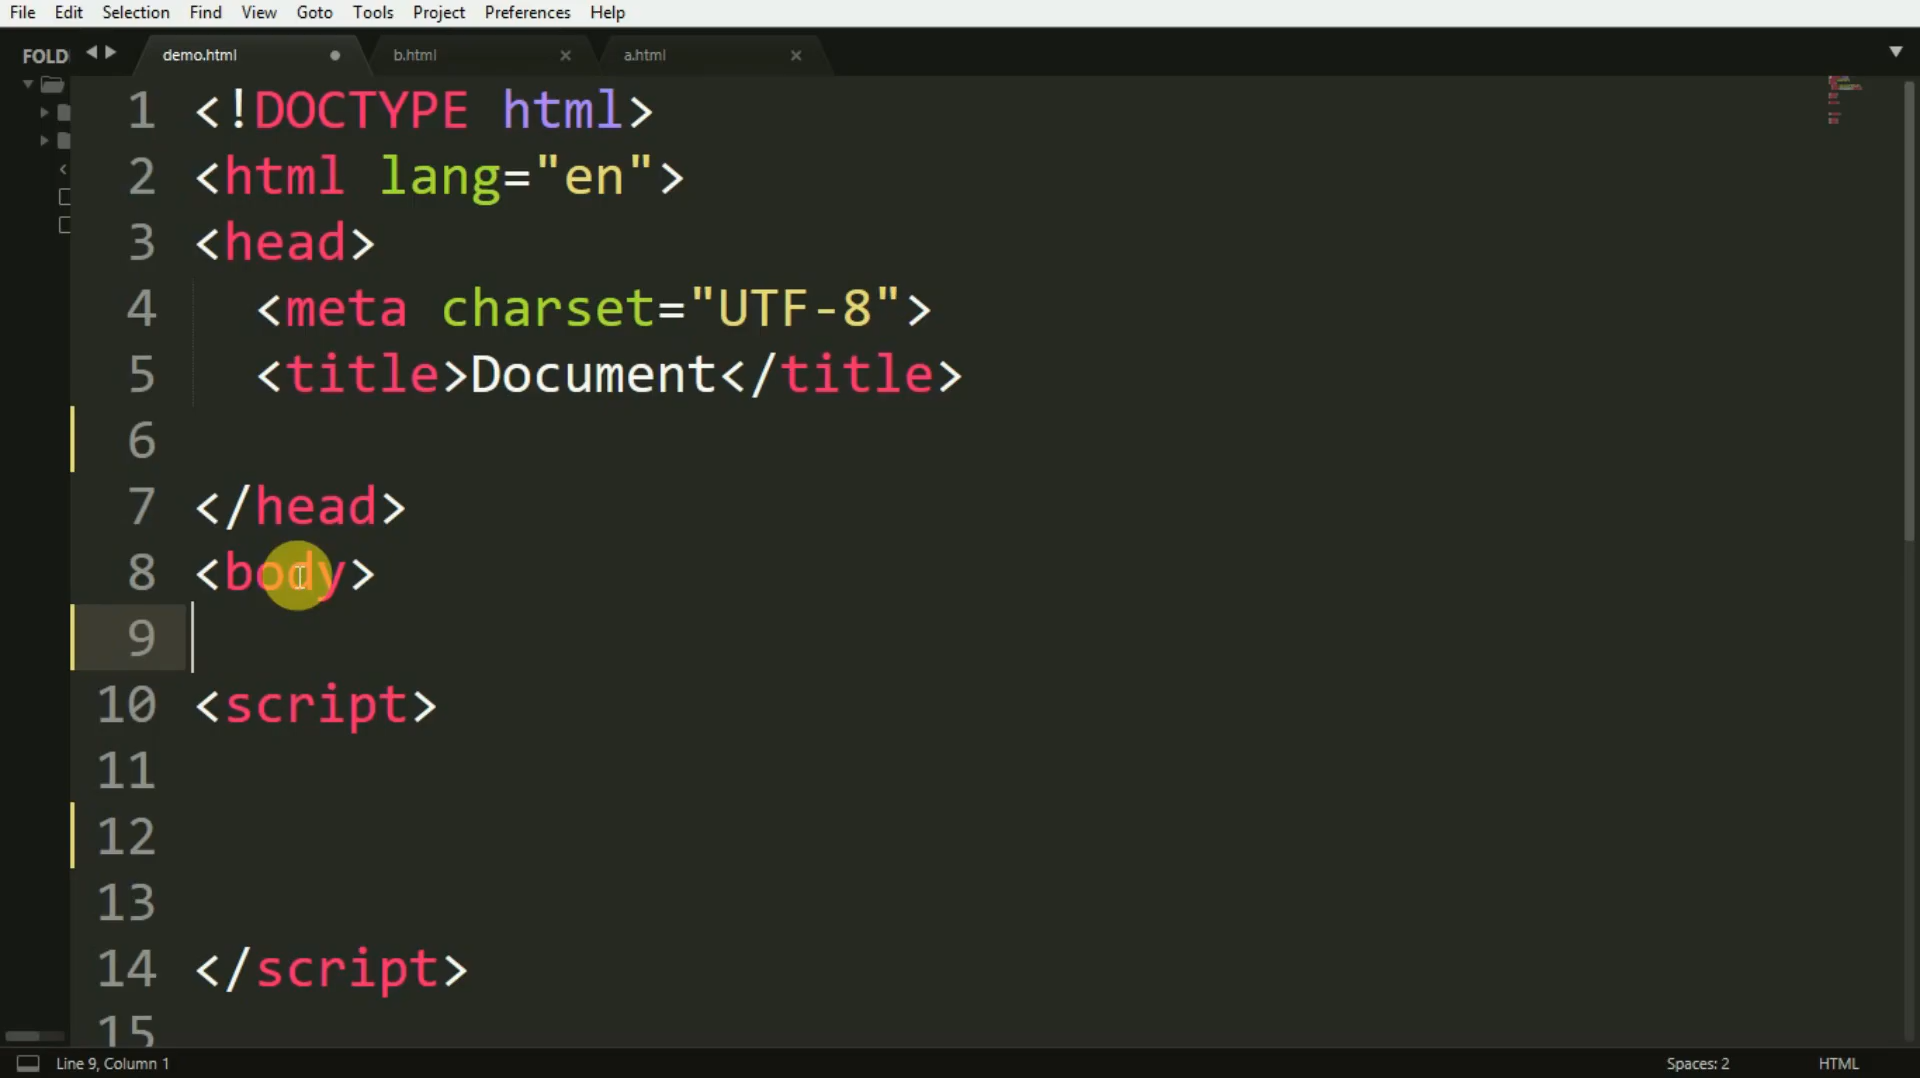 File Edit Selection Find View Goto Tools Project Preferences Help
FOLD demo.html b.html a.html
1 <!DOCTYPE html>
2 <html lang="en">
3 <head>
4 <meta charset="UTF-8">
5 <title>Document</title>
6
7 </head>
8 <body>
9
10 <script>
11
12
13
14 </script>
15
Line 9, Column 1 Spaces: 2 HTML